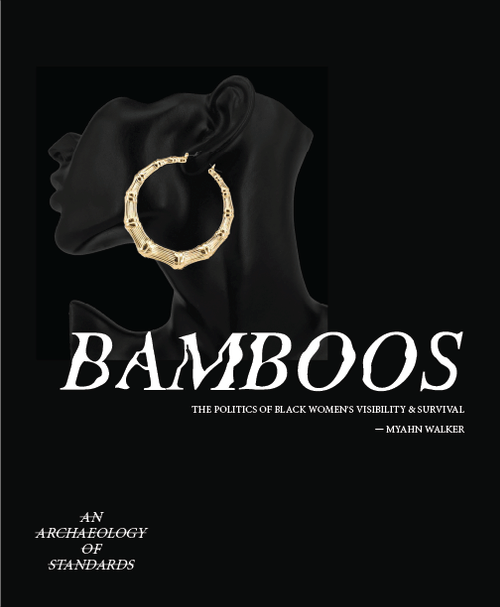 BAMBOOS
THE POLITICS OF BLACK WOMEN'S VISIBILITY & SURVIVAL
— MYAHN WALKER
AN
ARCHAEOLOGY
OF
STANDARDS